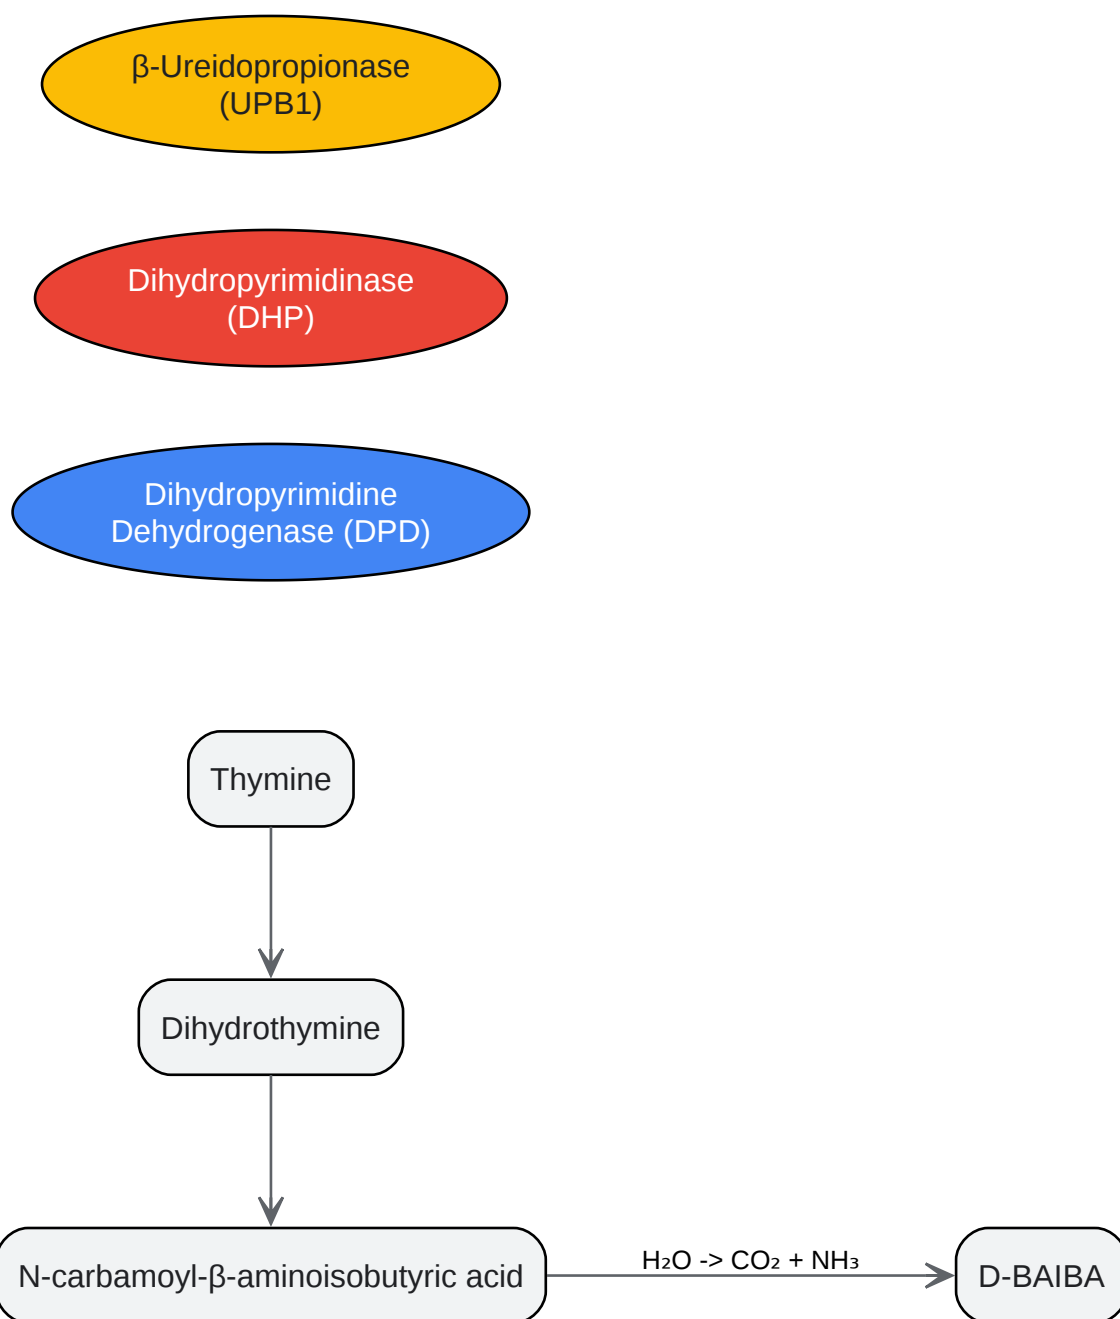 β-Ureidopropionase
(UPB1)
Dihydropyrimidinase
(DHP)
Dihydropyrimidine
Dehydrogenase (DPD)
Thymine
Dihydrothymine
N-carbamoyl-β-aminoisobutyric acid
H₂O -> CO₂ + NH₃
D-BAIBA